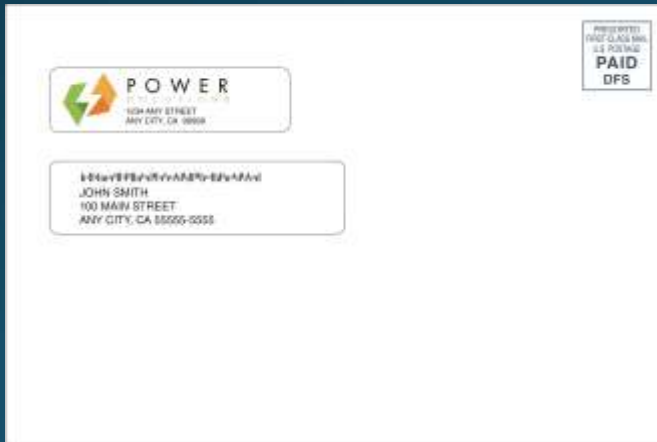 POWER
1234 ANY STREET
ANY CITY, CA 99999
JOHN SMITH
100 MAIN STREET
ANY CITY, CA 55555-5555
PRESORTED
FIRST-CLASS MAIL
U.S. POSTAGE
PAID
DFS